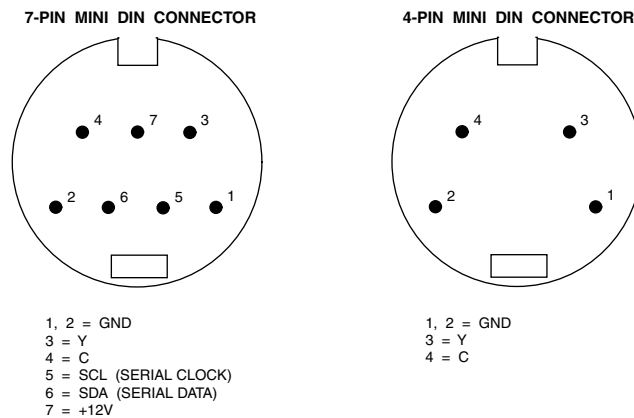 7-PIN MINI DIN CONNECTOR
4 7 3
2 6 5 1
1, 2 = GND
3 = Y
4 = C
5 = SCL (SERIAL CLOCK)
6 = SDA (SERIAL DATA)
7 = +12V
4-PIN MINI DIN CONNECTOR
4 3
2 1
1, 2 = GND
3 = Y
4 = C